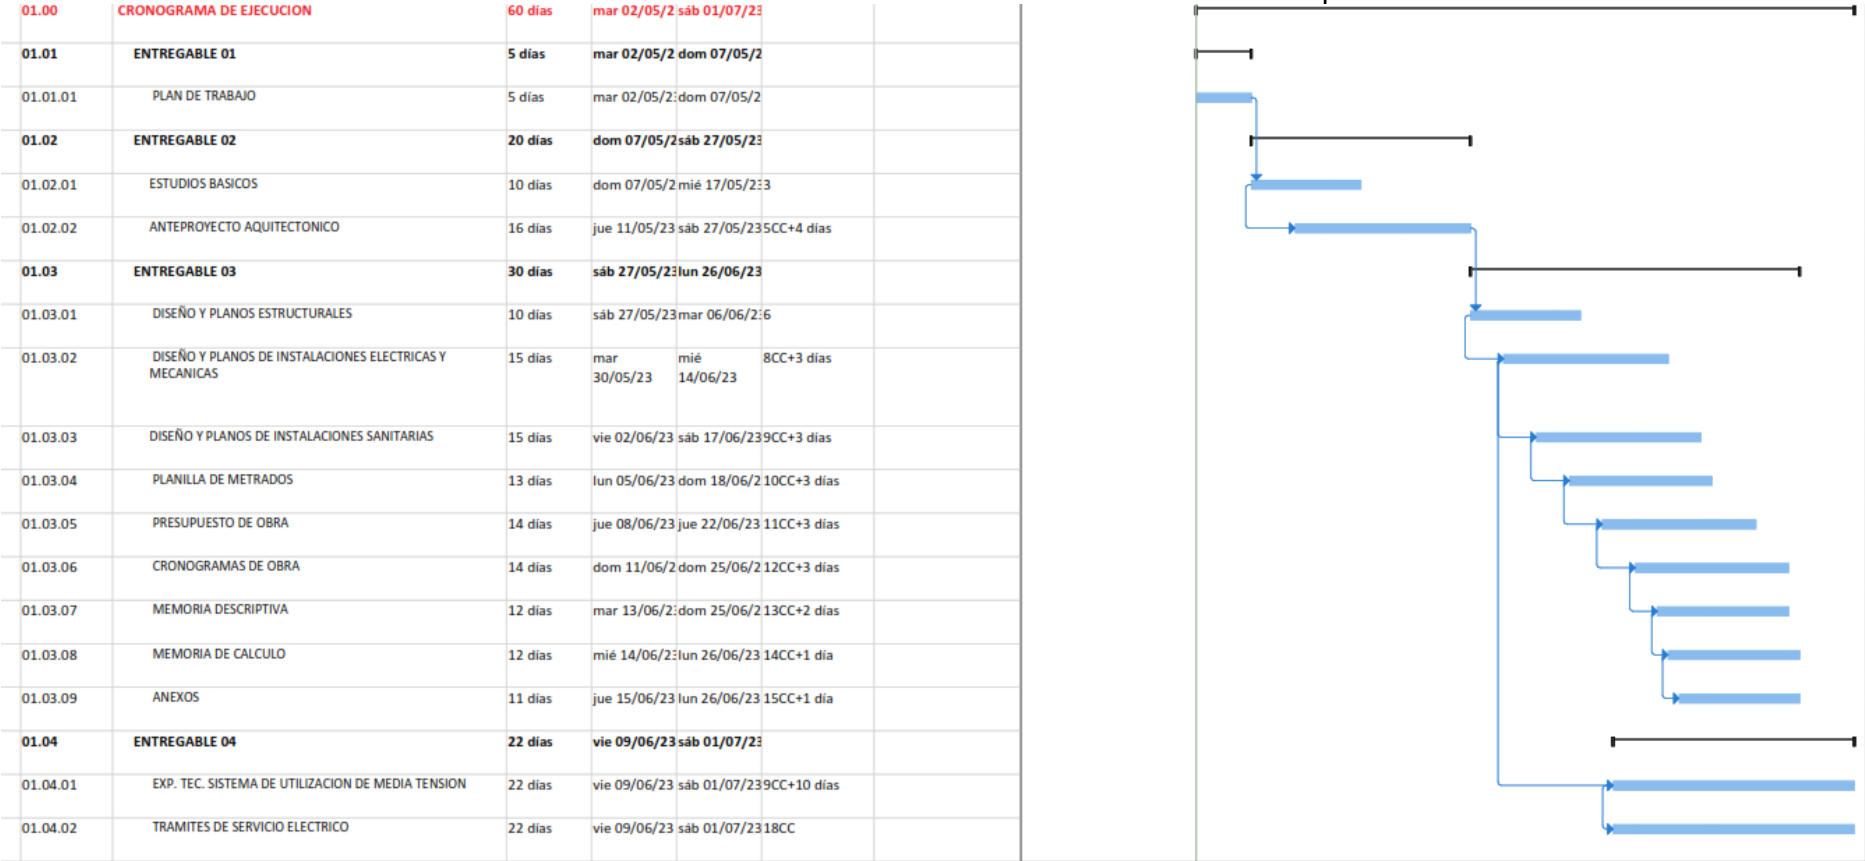 01.00 CRONOGRAMA DE EJECUCION 60 días mar 02/05/2 sáb 01/07/23
01.01 ENTREGABLE 01 5 días mar 02/05/2 dom 07/05/2
01.01.01 PLAN DE TRABAJO 5 días mar 02/05/2 dom 07/05/2
01.02 ENTREGABLE 02 20 días dom 07/05/2 sáb 27/05/23
01.02.01 ESTUDIOS BASICOS 10 días dom 07/05/2 mié 17/05/23 3
01.02.02 ANTEPROYECTO AQUITECTONICO 16 días jue 11/05/23 sáb 27/05/23 5CC+4 días
01.03 ENTREGABLE 03 30 días sáb 27/05/23 lun 26/06/23
01.03.01 DISEÑO Y PLANOS ESTRUCTURALES 10 días sáb 27/05/23 mar 06/06/2 6
01.03.02 DISEÑO Y PLANOS DE INSTALACIONES ELECTRICAS Y 15 días mar mié 8CC+3 días
MECANICAS 30/05/23 14/06/23
01.03.03 DISEÑO Y PLANOS DE INSTALACIONES SANITARIAS 15 días vie 02/06/23 sáb 17/06/23 9CC+3 días
01.03.04 PLANILLA DE METRADOS 13 días lun 05/06/23 dom 18/06/2 10CC+3 días
01.03.05 PRESUPUESTO DE OBRA 14 días jue 08/06/23 jue 22/06/23 11CC+3 días
01.03.06 CRONOGRAMAS DE OBRA 14 días dom 11/06/2 dom 25/06/2 12CC+3 días
01.03.07 MEMORIA DESCRIPTIVA 12 días mar 13/06/2 dom 25/06/2 13CC+2 días
01.03.08 MEMORIA DE CALCULO 12 días mié 14/06/23 lun 26/06/23 14CC+1 día
01.03.09 ANEXOS 11 días jue 15/06/23 lun 26/06/23 15CC+1 día
01.04 ENTREGABLE 04 22 días vie 09/06/23 sáb 01/07/23
01.04.01 EXP. TEC. SISTEMA DE UTILIZACION DE MEDIA TENSION 22 días vie 09/06/23 sáb 01/07/23 9CC+10 días
01.04.02 TRAMITES DE SERVICIO ELECTRICO 22 días vie 09/06/23 sáb 01/07/23 18CC